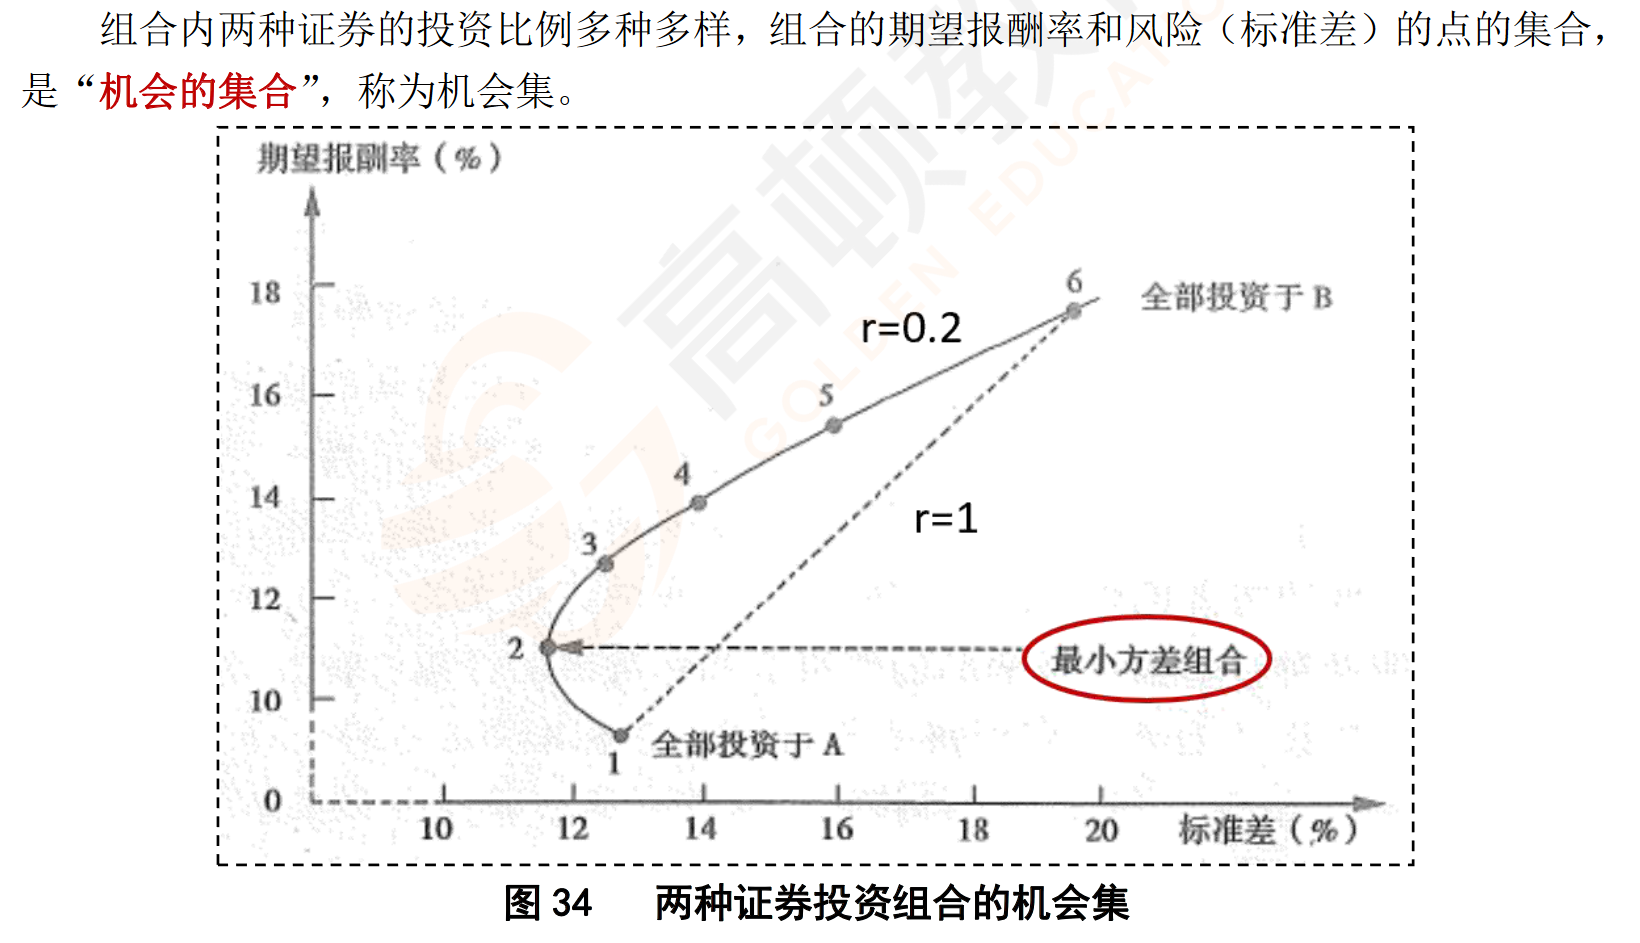 组合内两种证券的投资比例多种多样，组合的期望报酬率和风险（标准差）的点的集合，
是“机会的集合”，称为机会集。
期望报酬率（%）
18
16
14
12
10
0
6
全部投资于 B
r=0.2
5
4
r=1
3
2
最小方差组合
1
全部投资于 A
10
12
14
16
18
20
标准差（%）
高顿教
GOLDEN EDUCA
图 34 两种证券投资组合的机会集